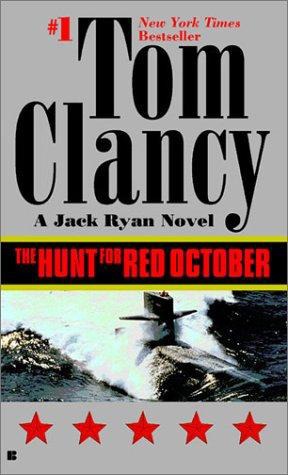 #1 New York Times
Bestseller
Tom
Clancy
A Jack Ryan Novel
THE HUNT FOR RED OCTOBER
B